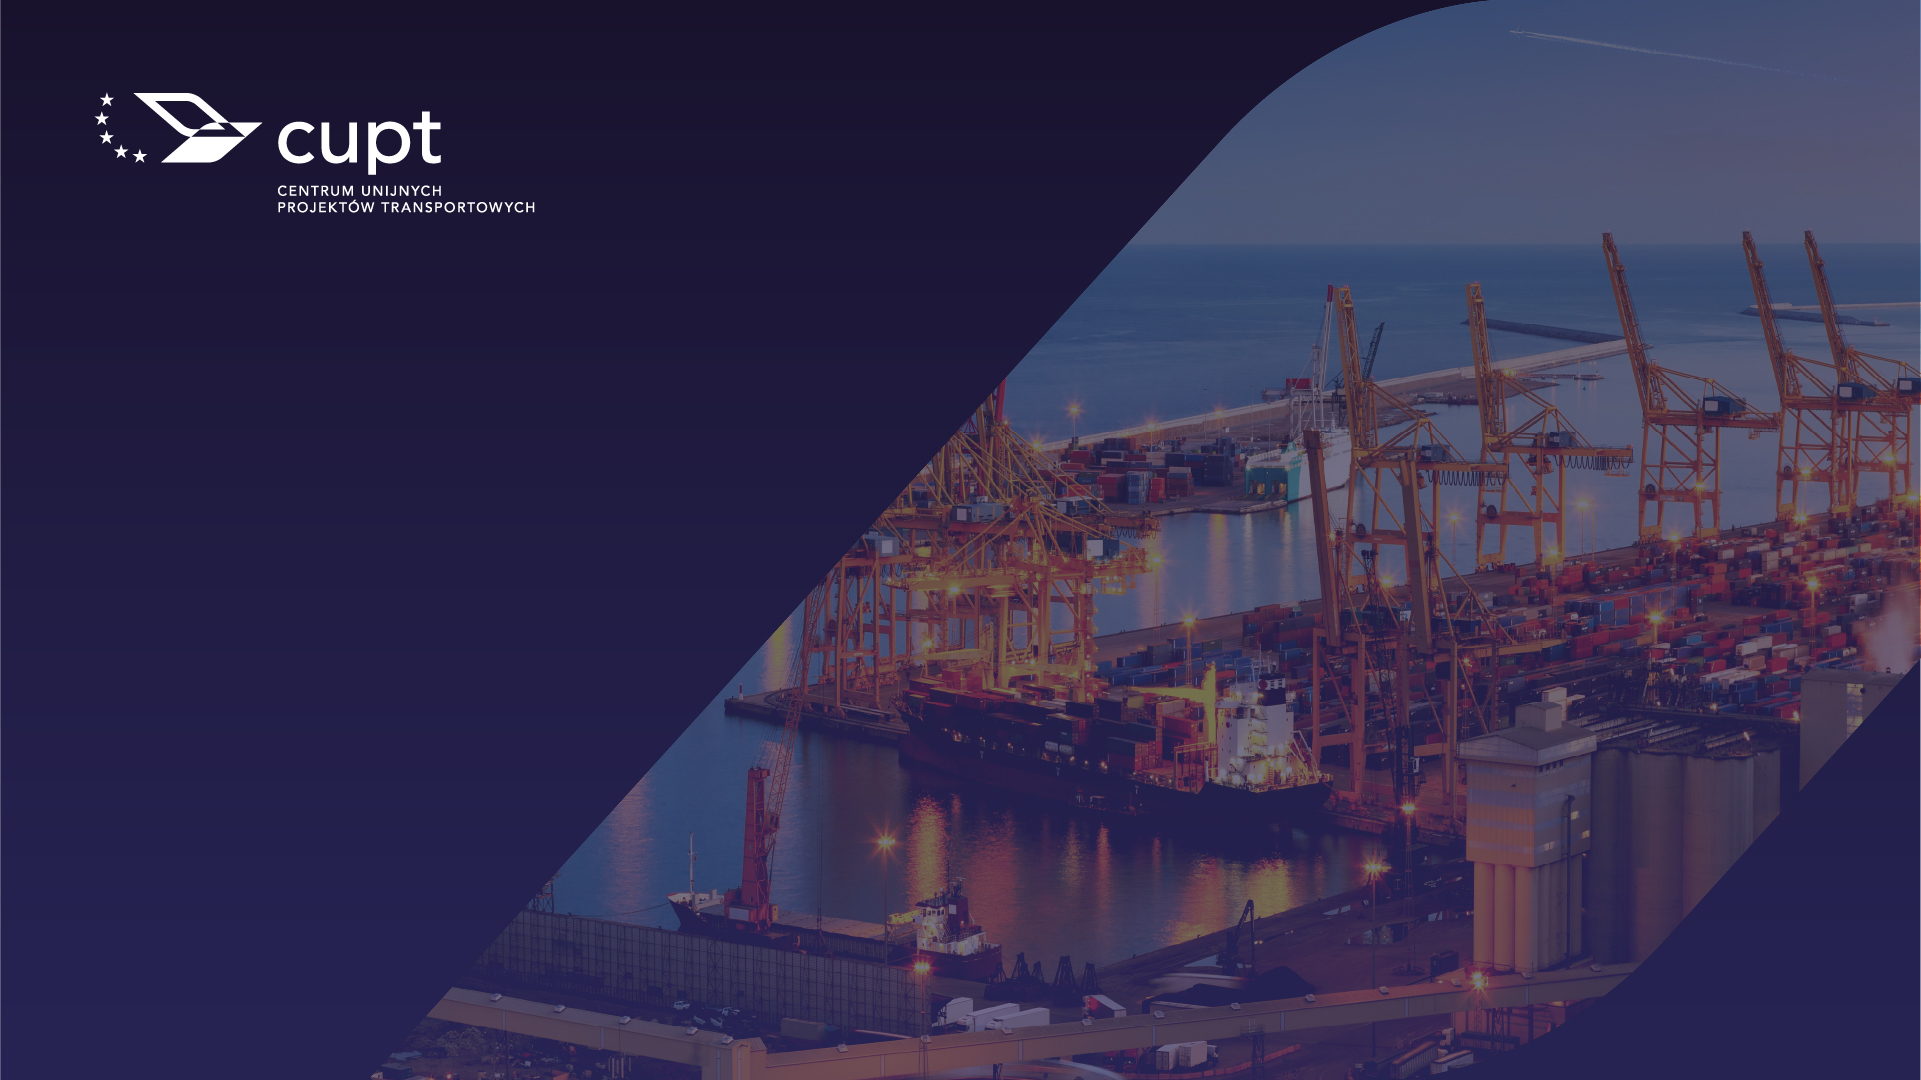 cupt
CENTRUM UNIJNYCH
PROJEKTÓW TRANSPORTOWYCH